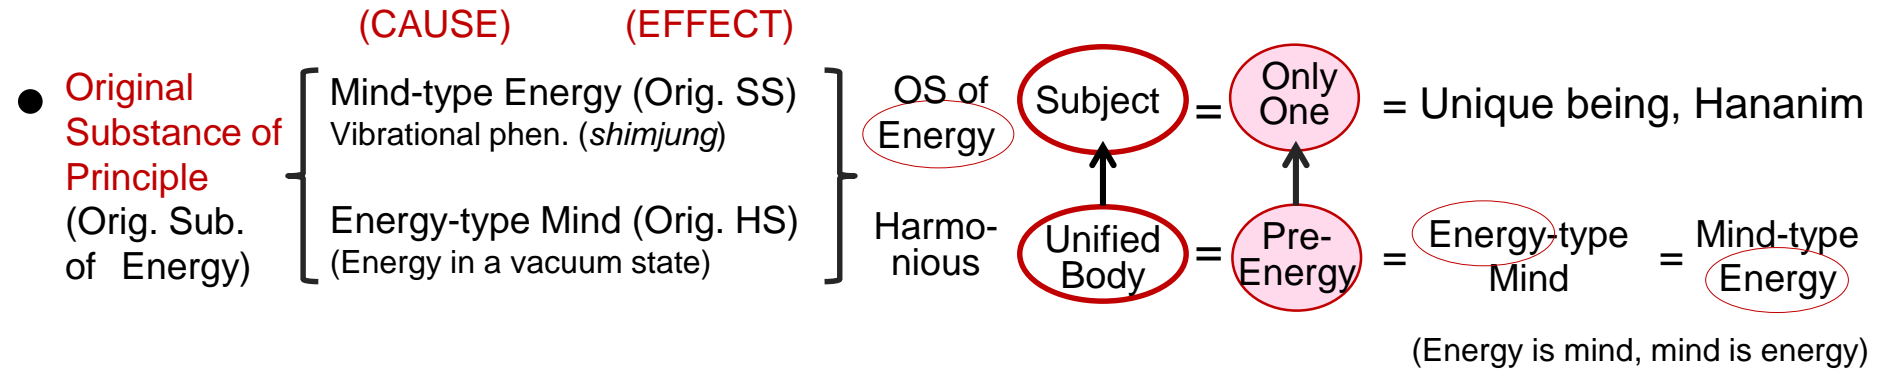 (CAUSE) (EFFECT)
● Original
Substance of
Principle
(Orig. Sub.
of Energy)
Mind-type Energy (Orig. SS)
Vibrational phen. (shimjung)
Energy-type Mind (Orig. HS)
(Energy in a vacuum state)
OS of
Energy
Subject = Only
One = Unique being, Hananim
Harmo-
nious
Unified
Body =
Pre-
Energy =
Energy-type
Mind =
Mind-type
Energy
(Energy is mind, mind is energy)